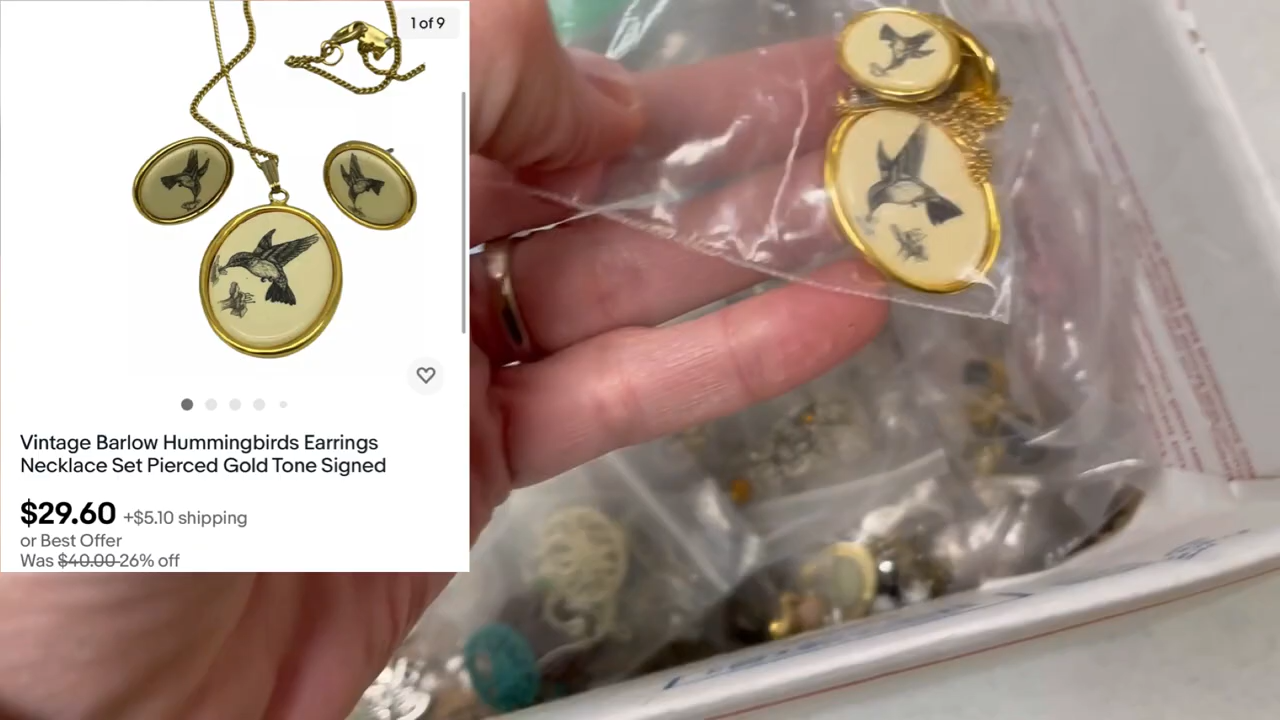 1 of 9
Vintage Barlow Hummingbirds Earrings
Necklace Set Pierced Gold Tone Signed
$29.60 +$5.10 shipping
or Best Offer
Was $40.00 26% off